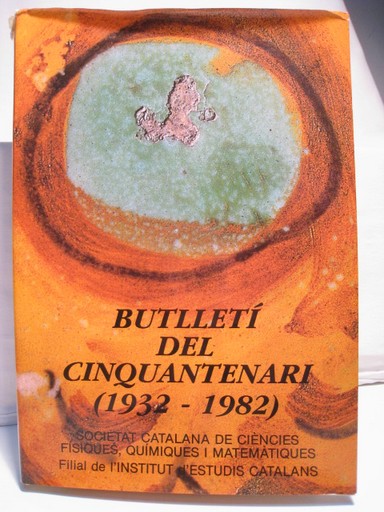 BUTLLETÍ
DEL
CINQUANTENARI
(1932 - 1982)
SOCIETAT CATALANA DE CIÈNCIES
FÍSIQUES, QUÍMIQUES I MATEMÀTIQUES
Filial de l'INSTITUT d'ESTUDIS CATALANS